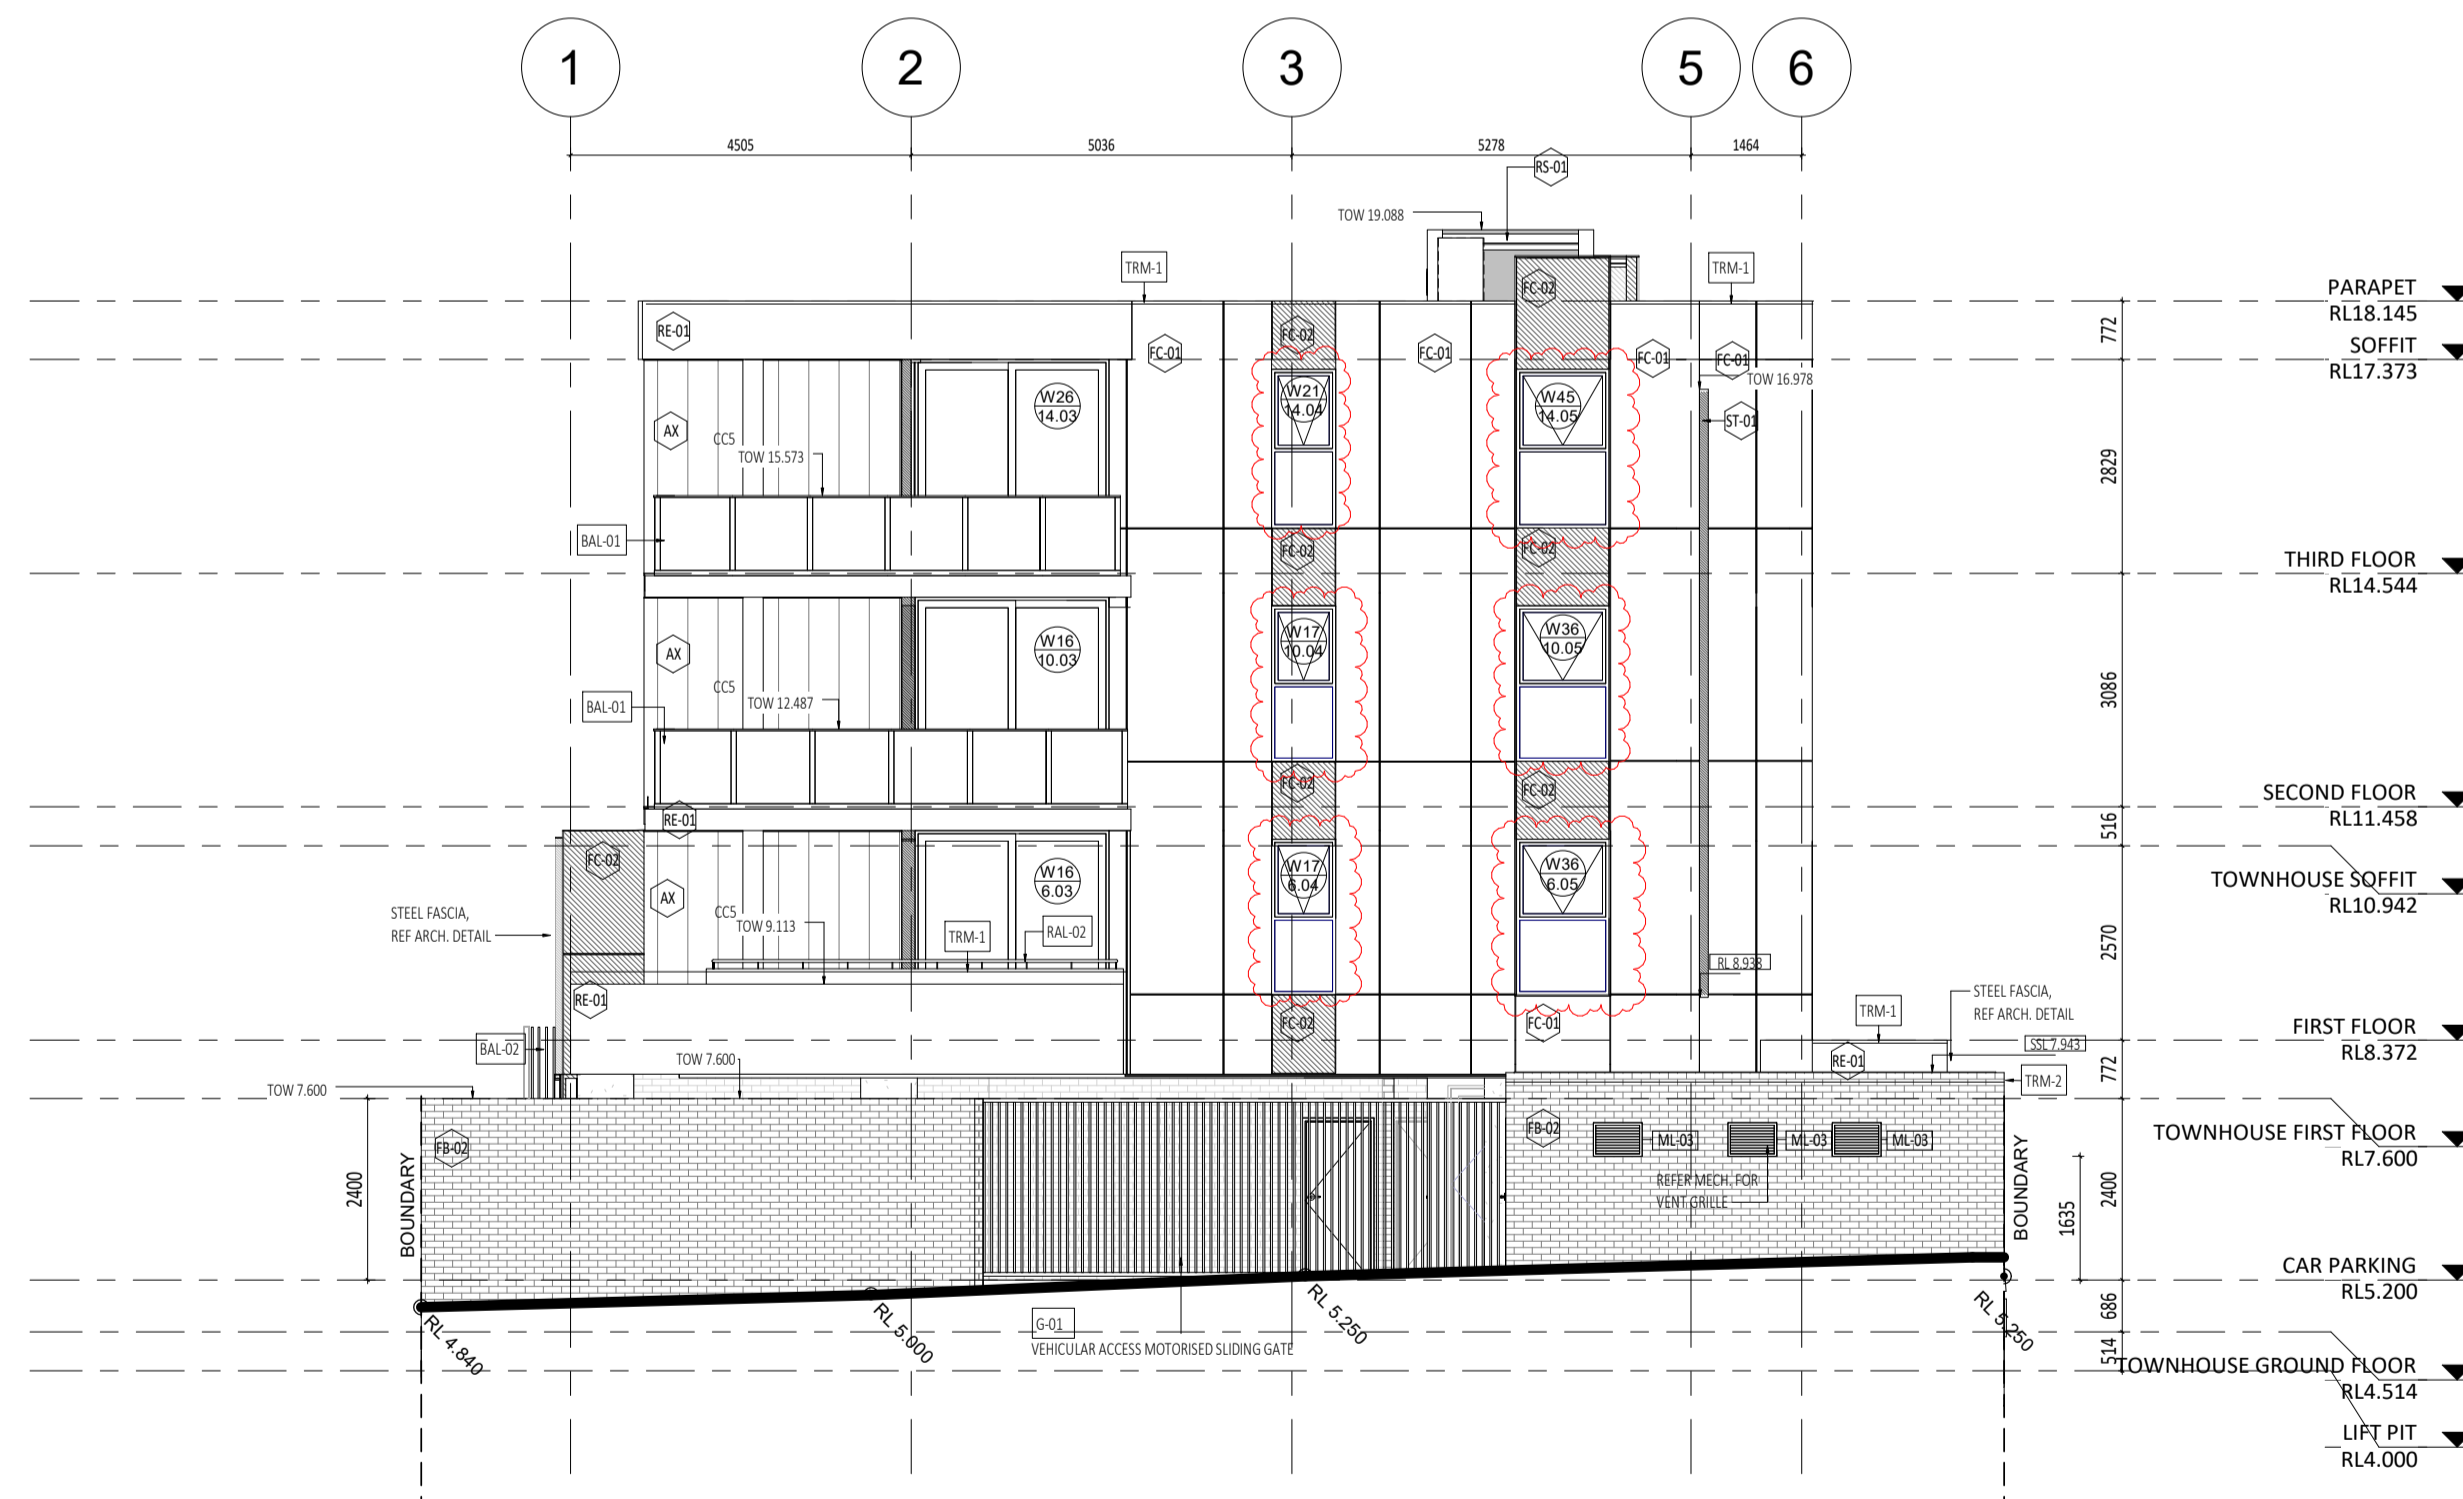 1
2
3
5
6
4505
5036
5278
1464
RS-01
TOW 19.088
TRM-1
TRM-1
FC-02
PARAPET
RL18.145
RE-01
FC-02
FC-01
FC-01
FC-01
FC-01
772
SOFFIT
RL17.373
TOW 16.978
W26
14.03
W21
14.04
W45
14.05
ST-01
AX
CC5
TOW 15.573
2829
BAL-01
FC-02
FC-02
THIRD FLOOR
RL14.544
W16
10.03
W17
10.04
W36
10.05
AX
CC5
TOW 12.487
BAL-01
3086
FC-02
FC-02
SECOND FLOOR
RL11.458
RE-01
516
FC-02
W16
6.03
W17
6.04
W36
6.05
TOWNHOUSE SOFFIT
RL10.942
AX
CC5
STEEL FASCIA,
REF ARCH. DETAIL
TOW 9.113
TRM-1
RAL-02
2570
RL 8.938
RE-01
STEEL FASCIA,
REF ARCH. DETAIL
TRM-1
FC-02
FC-01
FIRST FLOOR
RL8.372
BAL-02
SSL 7.943
TOW 7.600
RE-01
772
TRM-2
TOW 7.600
FB-02
FB-02
ML-03
ML-03
ML-03
TOWNHOUSE FIRST FLOOR
RL7.600
2400
BOUNDARY
REFER MECH. FOR
VENT GRILLE
BOUNDARY
1635
2400
CAR PARKING
RL5.200
RL 4.840
RL 5.000
RL 5.250
RL 5.250
686
G-01
VEHICULAR ACCESS MOTORISED SLIDING GATE
514
TOWNHOUSE GROUND FLOOR
RL4.514
LIFT PIT
RL4.000